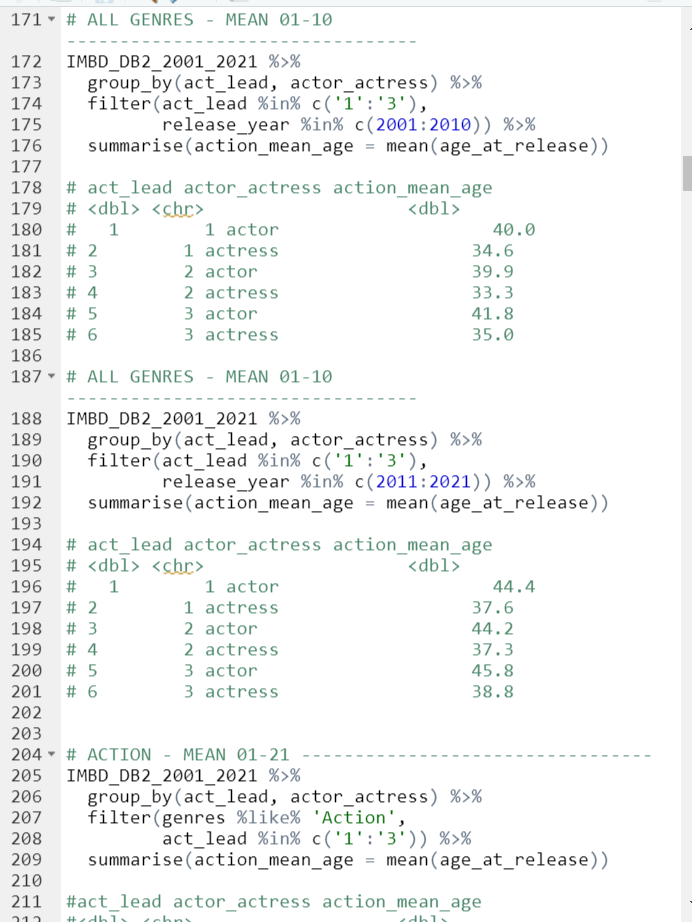 171 # ALL GENRES - MEAN 01-10
---------------------------------
172 IMBD_DB2_2001_2021 %>%
173   group_by(act_lead, actor_actress) %>%
174   filter(act_lead %in% c('1':'3'),
175          release_year %in% c(2001:2010)) %>%
176   summarise(action_mean_age = mean(age_at_release))
177
178 # act_lead actor_actress action_mean_age
179 # <dbl> <chr>                   <dbl>
180 #   1        1 actor                    40.0
181 # 2        1 actress                  34.6
182 # 3        2 actor                    39.9
183 # 4        2 actress                  33.3
184 # 5        3 actor                    41.8
185 # 6        3 actress                  35.0
186
187 # ALL GENRES - MEAN 01-10
---------------------------------
188 IMBD_DB2_2001_2021 %>%
189   group_by(act_lead, actor_actress) %>%
190   filter(act_lead %in% c('1':'3'),
191          release_year %in% c(2011:2021)) %>%
192   summarise(action_mean_age = mean(age_at_release))
193
194 # act_lead actor_actress action_mean_age
195 # <dbl> <chr>                   <dbl>
196 #   1        1 actor                    44.4
197 # 2        1 actress                  37.6
198 # 3        2 actor                    44.2
199 # 4        2 actress                  37.3
200 # 5        3 actor                    45.8
201 # 6        3 actress                  38.8
202
203
204 # ACTION - MEAN 01-21 ---------------------------------
205 IMBD_DB2_2001_2021 %>%
206   group_by(act_lead, actor_actress) %>%
207   filter(genres %like% 'Action',
208          act_lead %in% c('1':'3')) %>%
209   summarise(action_mean_age = mean(age_at_release))
210
211 #act_lead actor_actress action_mean_age
212 #<dbl> <chr>                   <dbl>